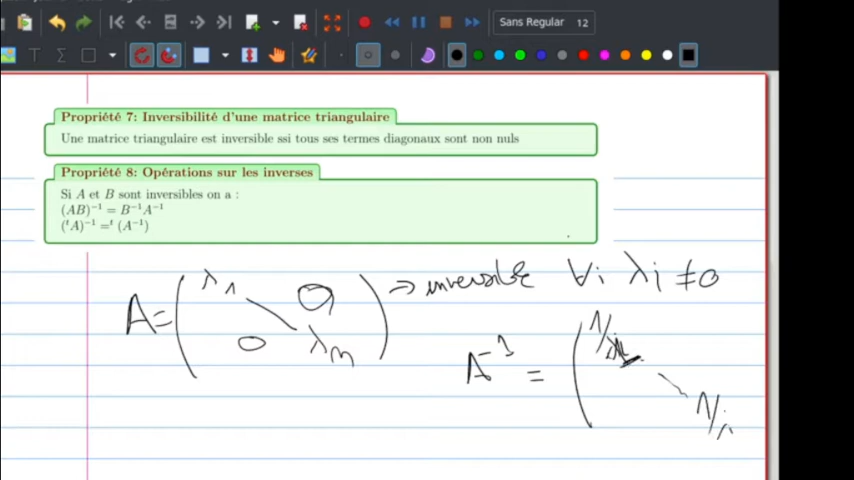 Sans Regular 12
Propriété 7: Inversibilité d'une matrice triangulaire
Une matrice triangulaire est inversible ssi tous ses termes diagonaux sont non nuls
Propriété 8: Opérations sur les inverses
Si A et B sont inversibles on a :
(AB)⁻¹ = B⁻¹A⁻¹
(ᵗA)⁻¹ =ᵗ (A⁻¹)
A = ( λ1 0 0 λn ) → inversible ∀i λi ≠ 0
A⁻¹ = ( 1/ 1/